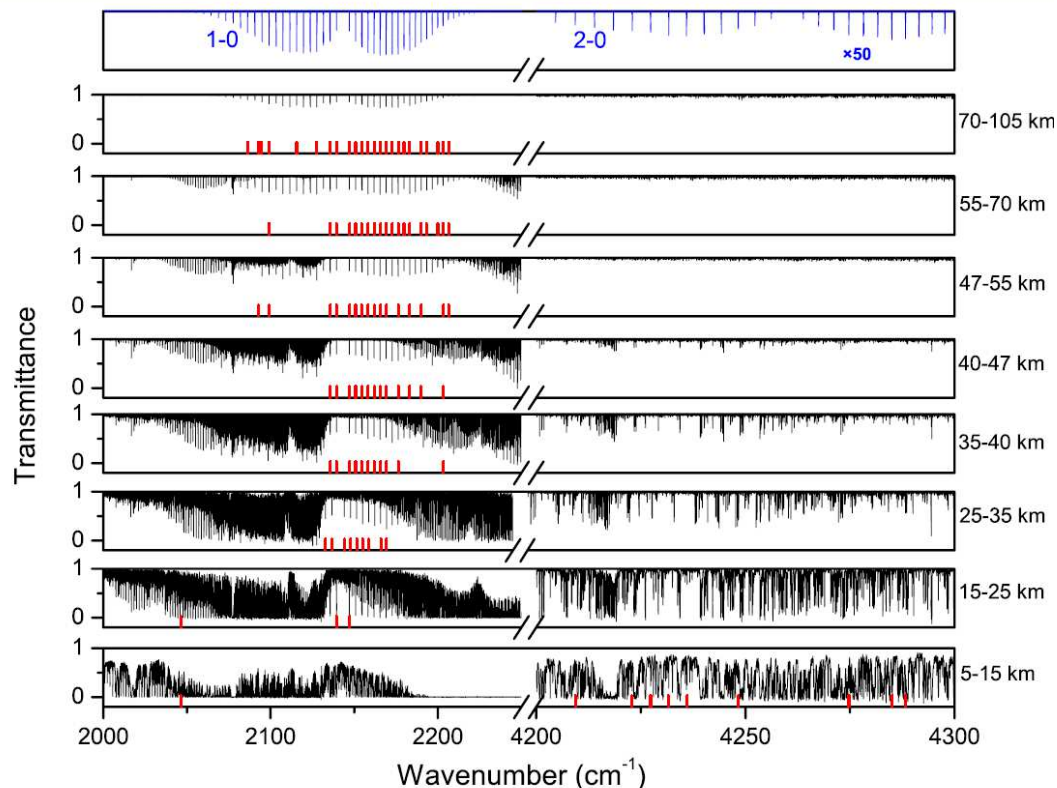 1-0
2-0
×50
1
0
70-105 km
1
0
55-70 km
1
0
47-55 km
1
0
40-47 km
1
0
35-40 km
1
0
25-35 km
1
0
15-25 km
1
0
5-15 km
Transmittance
2000 2100 2200 4200 4250 4300
Wavenumber (cm⁻¹)